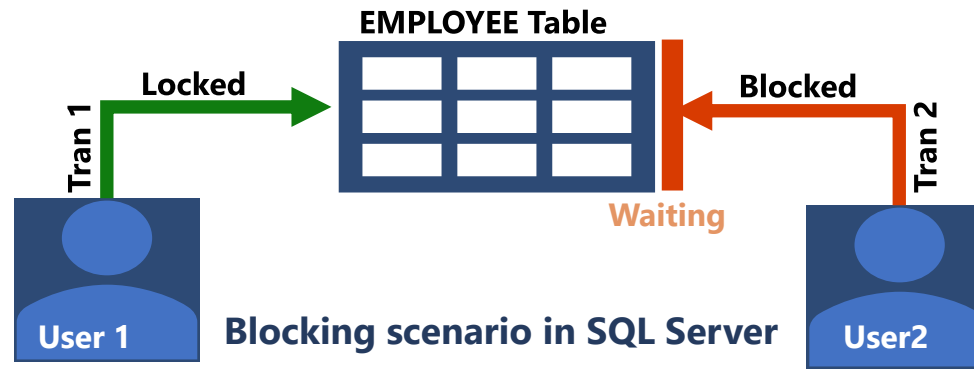 EMPLOYEE Table
Locked
Blocked
Tran 1
Tran 2
Waiting
User 1
Blocking scenario in SQL Server
User2